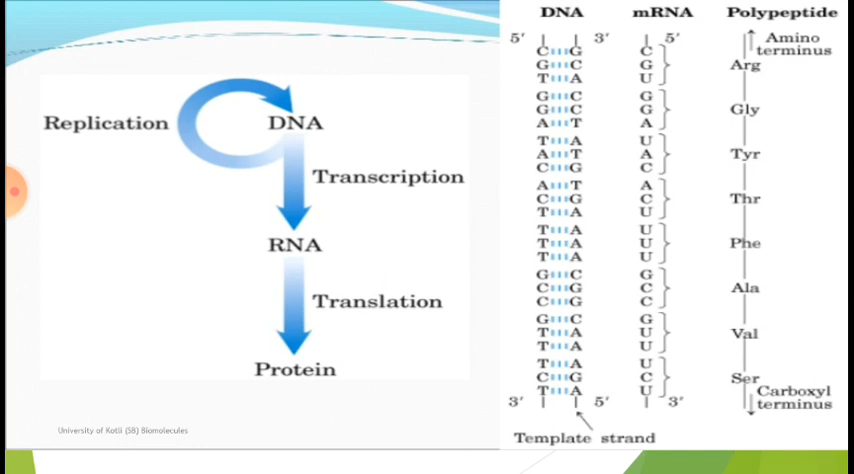 Replication
DNA
Transcription
RNA
Translation
Protein
University of Kotli (SB) Biomolecules
DNA mRNA Polypeptide
5′ 3′ 5′ Amino
terminus
C G C
G C G Arg
T A U
G C G
G C G Gly
A T A
T A U
A T A Tyr
C G C
A T A
C G C Thr
T A U
T A U
T A U Phe
T A U
G C G
C G C Ala
C G C
G C G
T A U Val
T A U
T A U
C G C Ser
T A U
3′ 5′ 3′ Carboxyl
terminus
Template strand